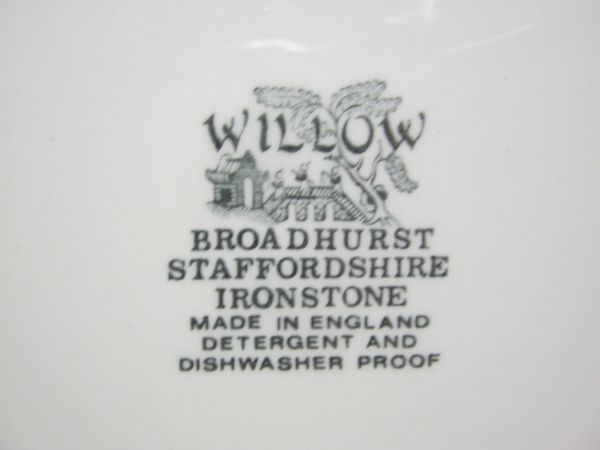 WILLOW
BROADHURST
STAFFORDSHIRE
IRONSTONE
MADE IN ENGLAND
DETERGENT AND
DISHWASHER PROOF